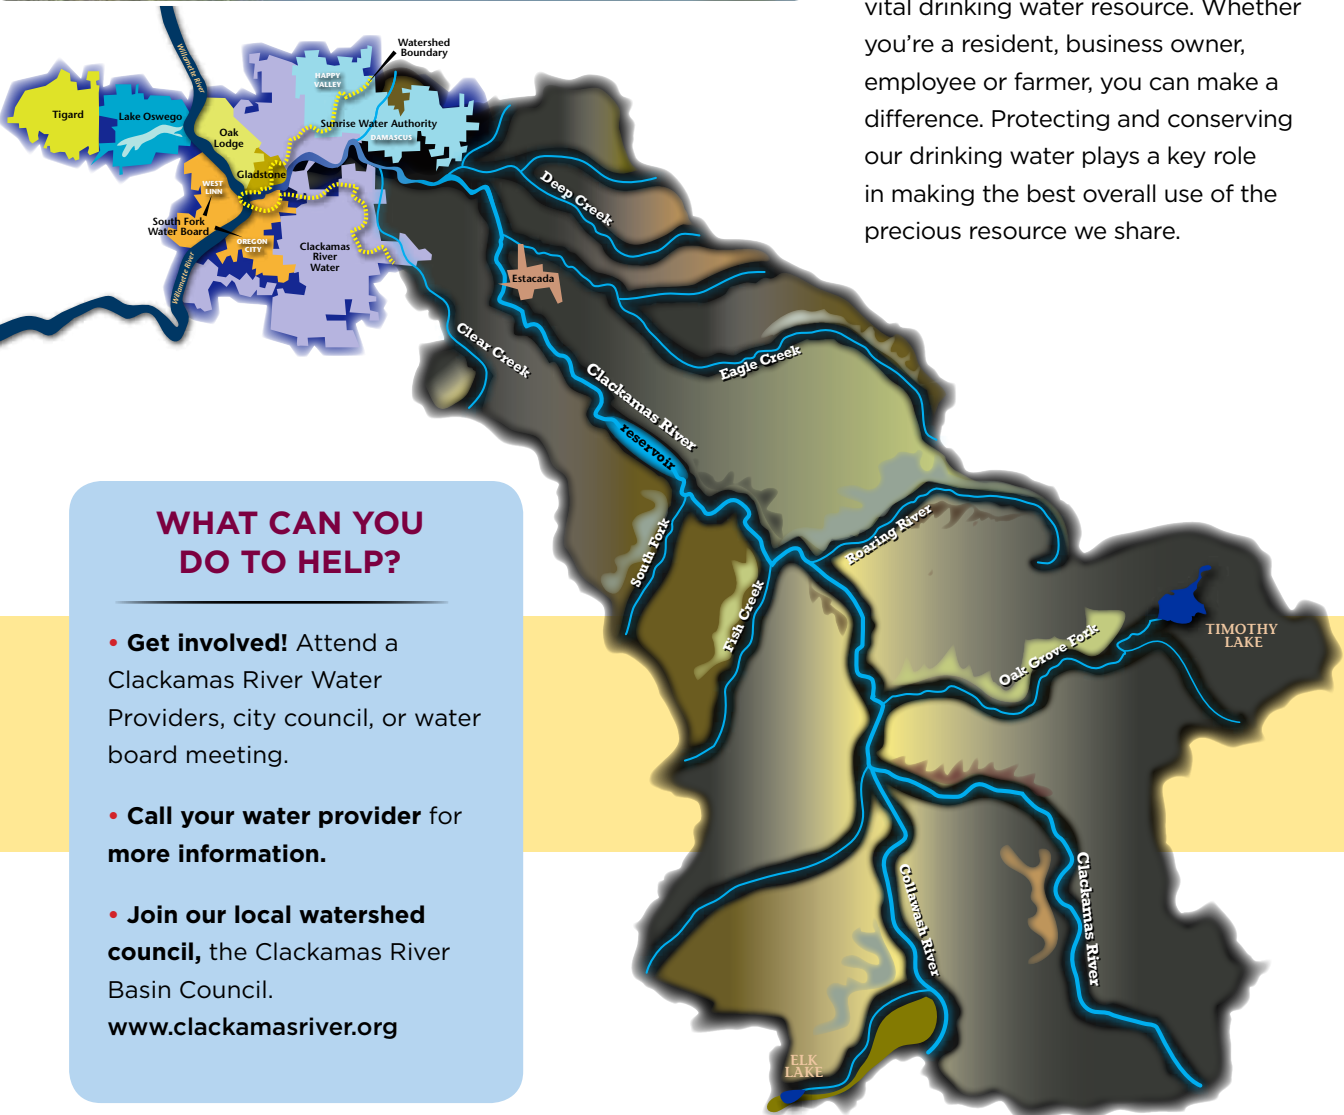 vital drinking water resource. Whether
you’re a resident, business owner,
employee or farmer, you can make a
difference. Protecting and conserving
our drinking water plays a key role
in making the best overall use of the
precious resource we share.
Willamette River
Watershed
Boundary
HAPPY
VALLEY
Tigard
Lake Oswego
Oak
Lodge
Sunrise Water Authority
DAMASCUS
Gladstone
WEST
LINN
South Fork
Water Board
OREGON
CITY
Clackamas
River
Water
Willamette River
Deep Creek
Estacada
Clear Creek
Eagle Creek
Clackamas River
reservoir
South Fork
Fish Creek
Roaring River
Oak Grove Fork
TIMOTHY
LAKE
Collawash River
Clackamas River
ELK
LAKE
WHAT CAN YOU
DO TO HELP?
• Get involved! Attend a
Clackamas River Water
Providers, city council, or water
board meeting.
• Call your water provider for
more information.
• Join our local watershed
council, the Clackamas River
Basin Council.
www.clackamasriver.org